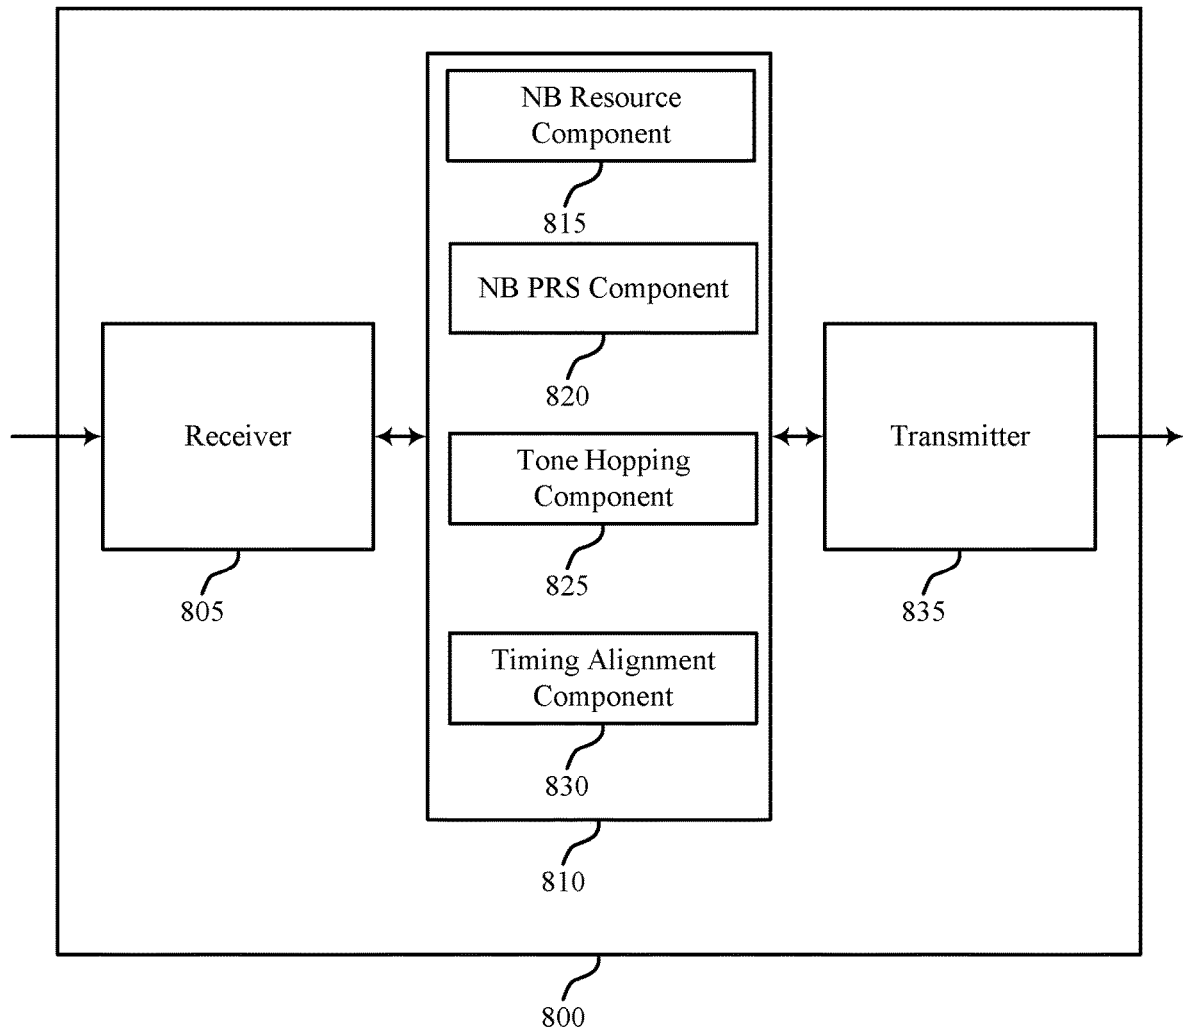 NB Resource
Component
815
NB PRS Component
820
Receiver
805
Tone Hopping
Component
825
Transmitter
835
Timing Alignment
Component
830
810
800